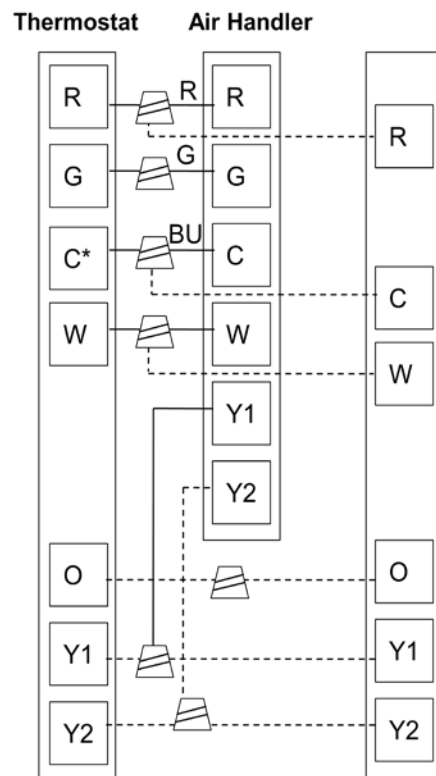 Thermostat Air Handler
R R R
R
G G G
C* BU C
C
W W
W
Y1
Y2
O O
Y1 Y1
Y2 Y2